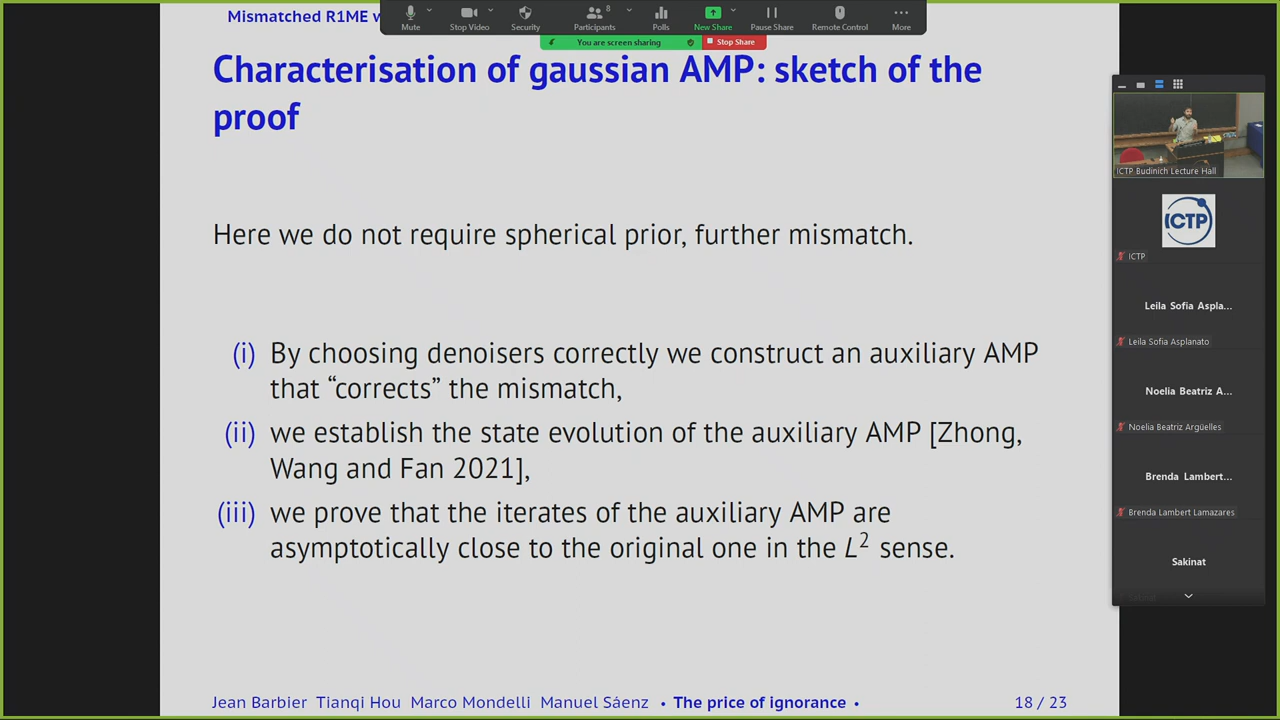 Mismatched R1ME w
Mute
Stop Video
Security
Participants
8
Polls
New Share
Pause Share
Remote Control
More
You are screen sharing
Stop Share
Characterisation of gaussian AMP: sketch of the
proof
Here we do not require spherical prior, further mismatch.
(i) By choosing denoisers correctly we construct an auxiliary AMP
that “corrects” the mismatch,
(ii) we establish the state evolution of the auxiliary AMP [Zhong,
Wang and Fan 2021],
(iii) we prove that the iterates of the auxiliary AMP are
asymptotically close to the original one in the L² sense.
Jean Barbier Tianqi Hou Marco Mondelli Manuel Sáenz • The price of ignorance •
18 / 23
ICTP Budinich Lecture Hall
ICTP
ICTP
Leila Sofia Aspla...
Leila Sofia Asplanato
Noelia Beatriz A...
Noelia Beatriz Argüelles
Brenda Lambert...
Brenda Lambert Lamazares
Sakinat